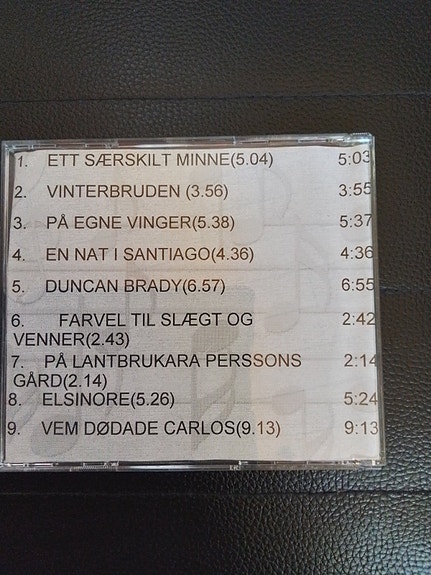 1. ETT SÆRSKILT MINNE(5.04) 5:03
2. VINTERBRUDEN (3.56) 3:55
3. PÅ EGNE VINGER(5.38) 5:37
4. EN NAT I SANTIAGO(4.36) 4:36
5. DUNCAN BRADY(6.57) 6:55
6. FARVEL TIL SLÆGT OG 2:42
VENNER(2.43)
7. PÅ LANTBRUKARA PERSSONS 2:14
GÅRD(2.14)
8. ELSINORE(5.26) 5:24
9. VEM DØDADE CARLOS(9.13) 9:13